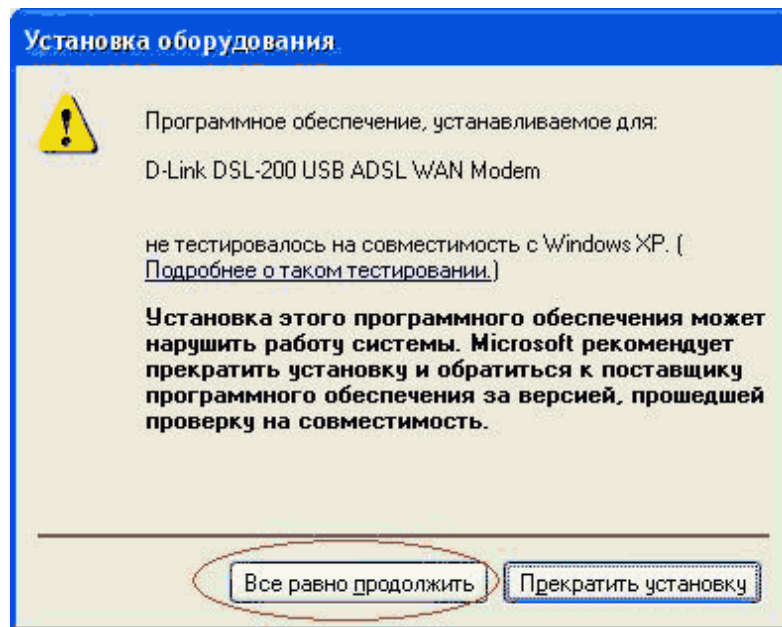 Установка оборудования
Программное обеспечение, устанавливаемое для:
D-Link DSL-200 USB ADSL WAN Modem
не тестировалось на совместимость с Windows XP. (
Подробнее о таком тестировании.)
Установка этого программного обеспечения может
нарушить работу системы. Microsoft рекомендует
прекратить установку и обратиться к поставщику
программного обеспечения за версией, прошедшей
проверку на совместимость.
Все равно продолжить Прекратить установку